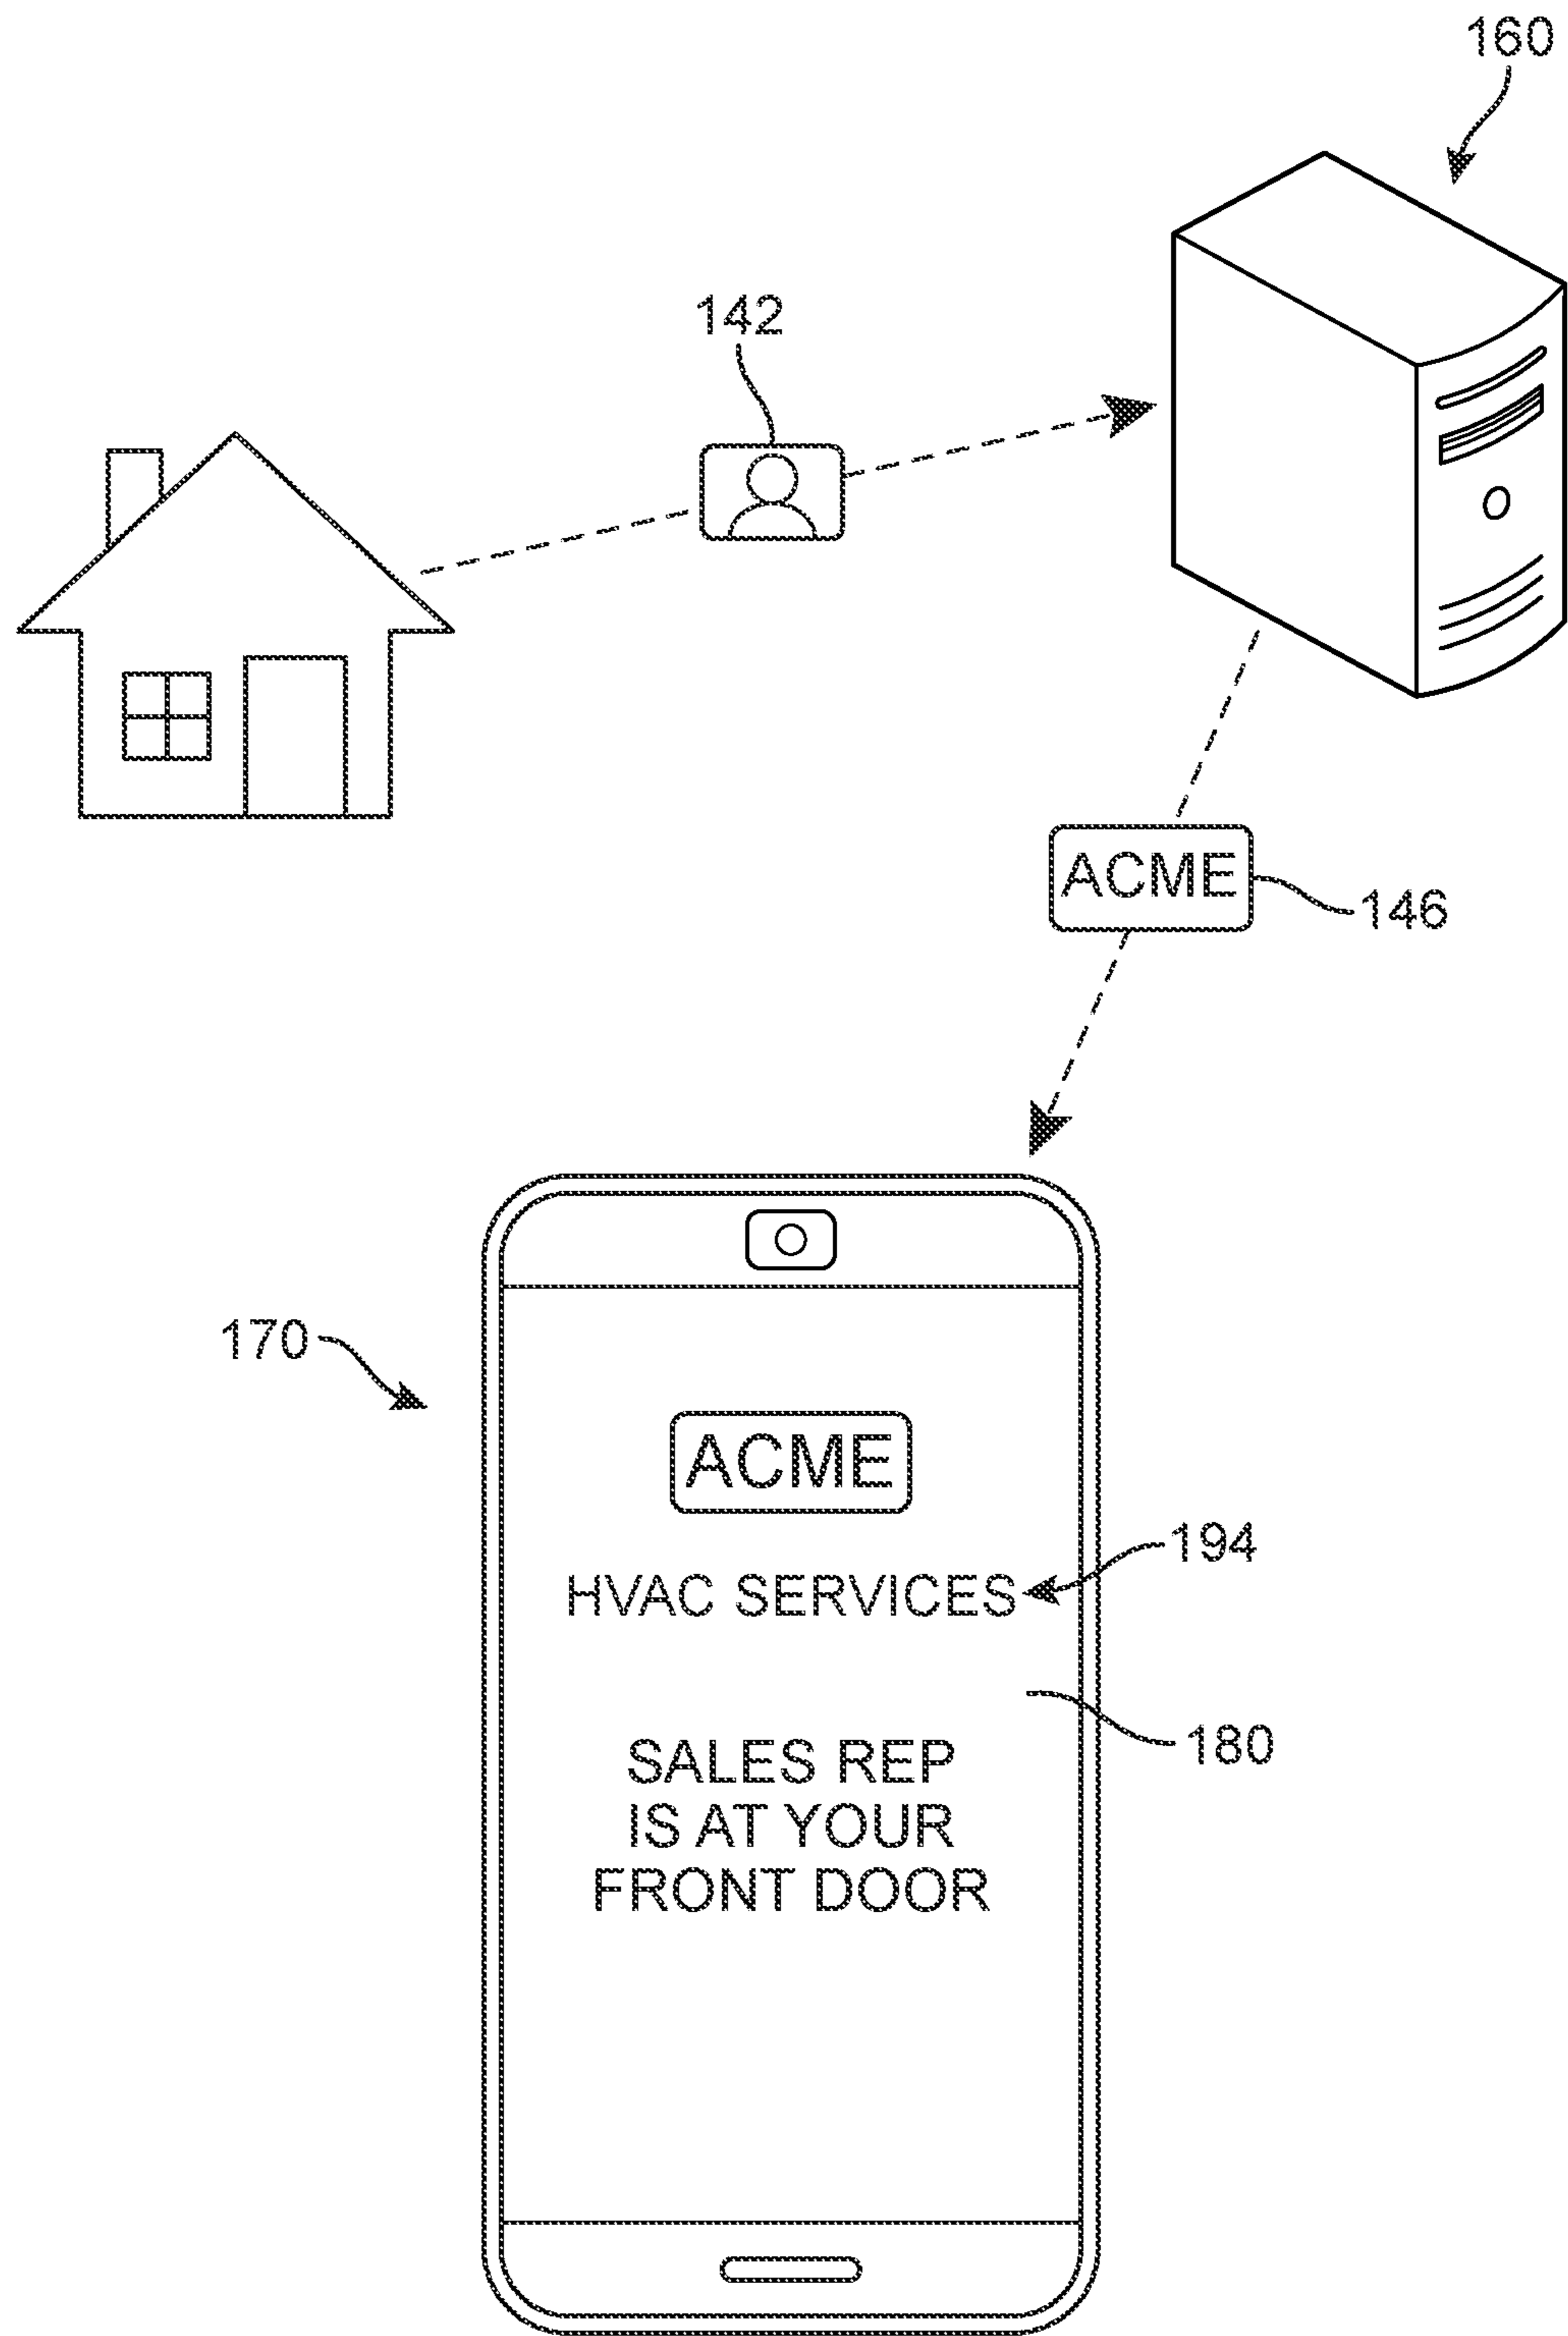 160
142
ACME
146
170
ACME
194
HVAC SERVICES
180
SALES REP
IS AT YOUR
FRONT DOOR